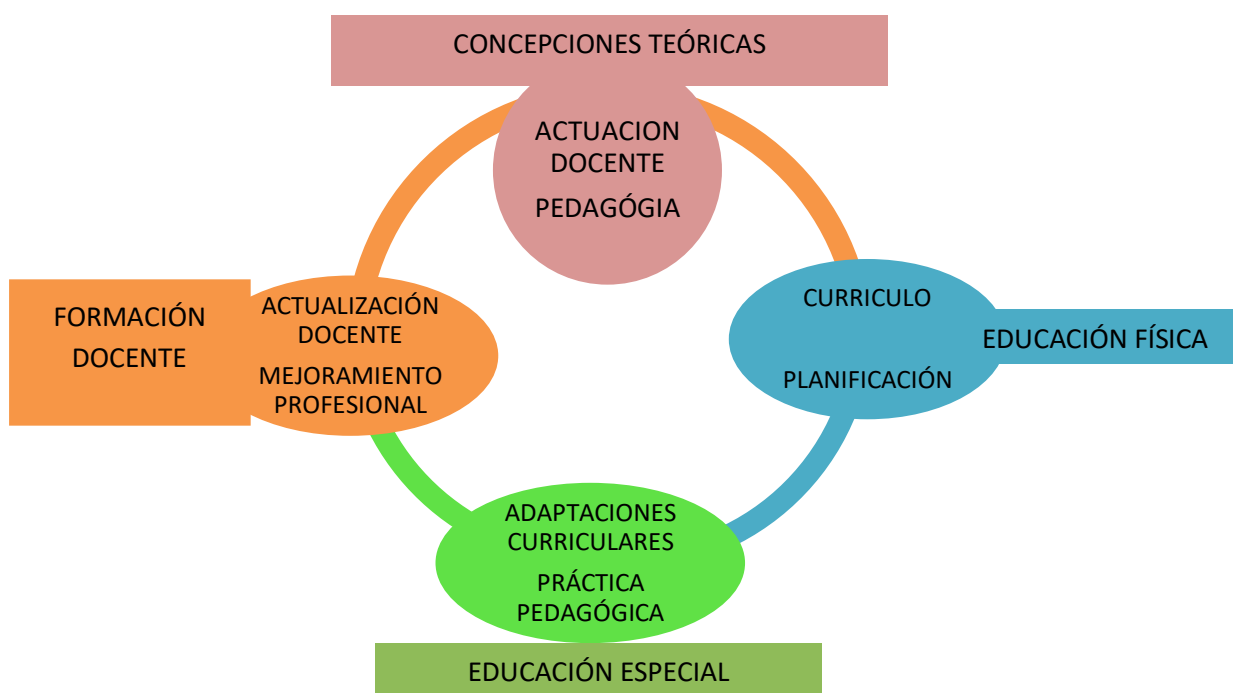 CONCEPCIONES TEÓRICAS
ACTUACION
DOCENTE
PEDAGÓGIA
FORMACIÓN
DOCENTE
ACTUALIZACIÓN
DOCENTE
MEJORAMIENTO
PROFESIONAL
CURRICULO
PLANIFICACIÓN
EDUCACIÓN FÍSICA
ADAPTACIONES
CURRICULARES
PRÁCTICA
PEDAGÓGICA
EDUCACIÓN ESPECIAL